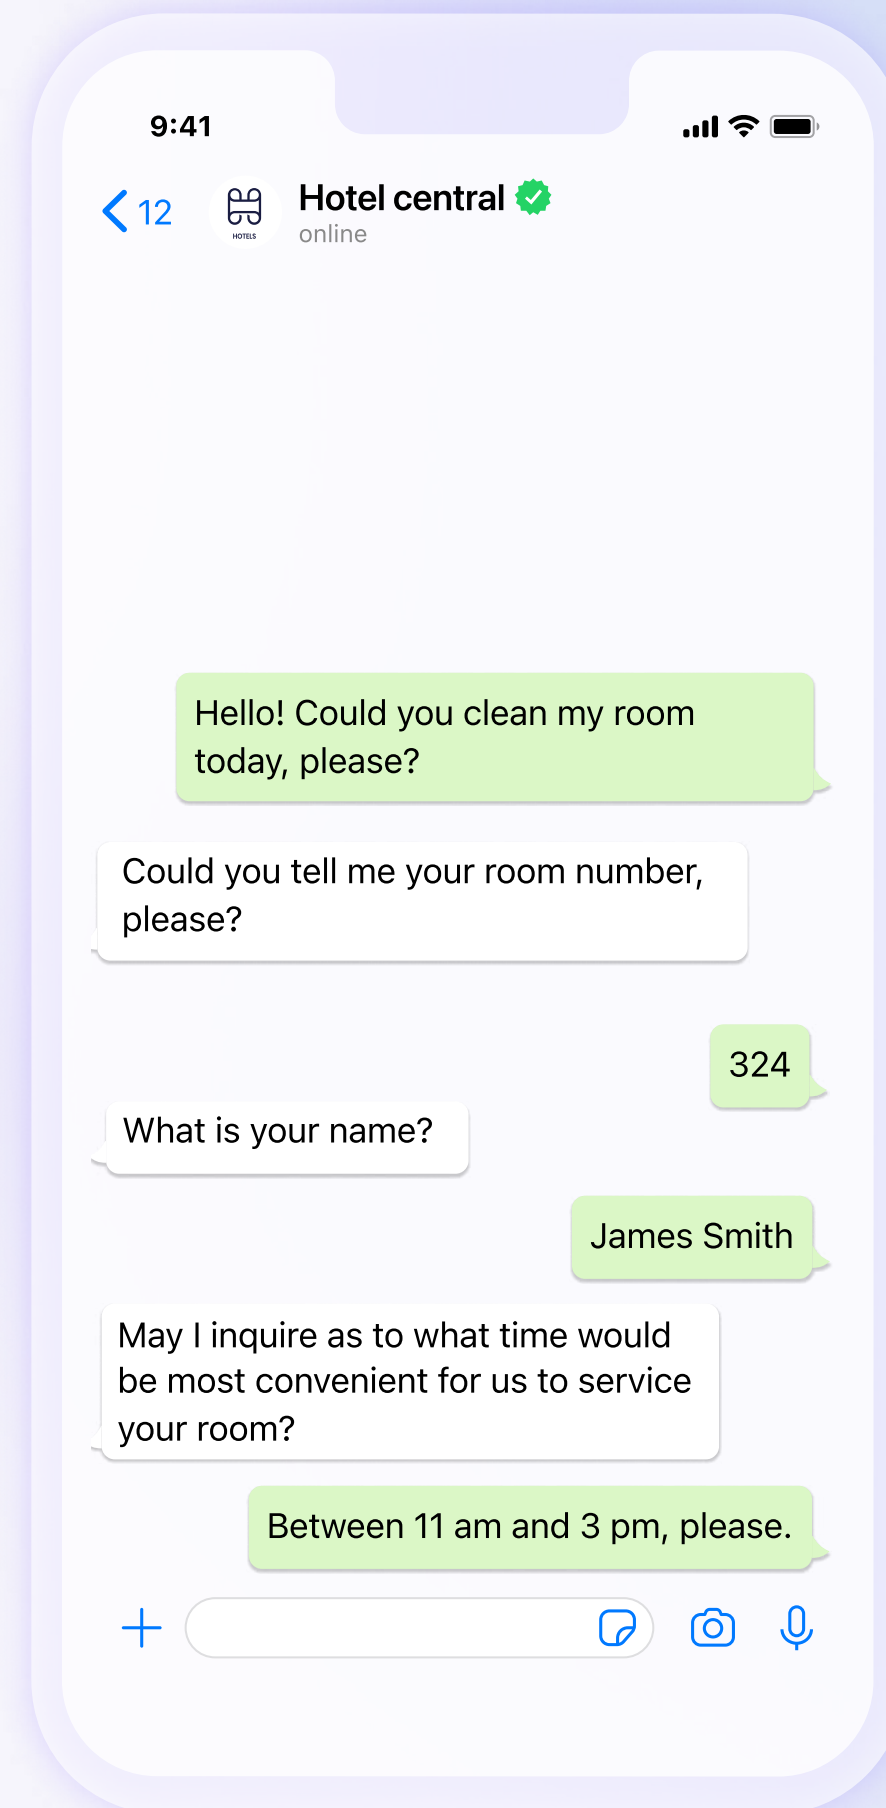 9:41
12
Hotel central
online
HOTELS
Hello! Could you clean my room
today, please?
Could you tell me your room number,
please?
324
What is your name?
James Smith
May I inquire as to what time would
be most convenient for us to service
your room?
Between 11 am and 3 pm, please.